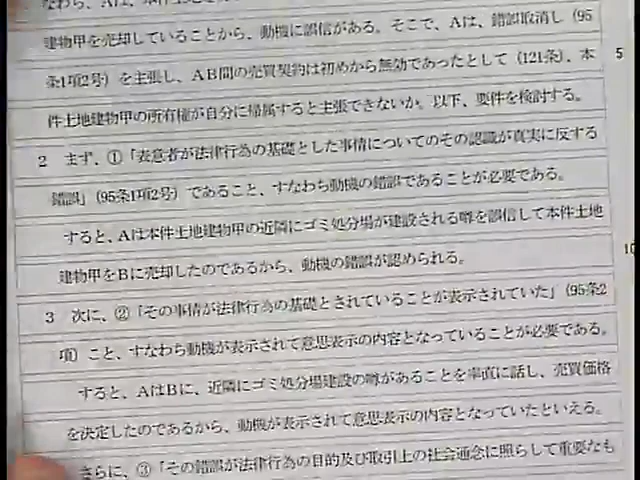 なわち、Aは、本件土地
建物甲を売却していることから、動機に誤信がある。そこで、Aは、錯誤取消し（95
条1項2号）を主張し、AB間の売買契約は初めから無効であったとして（121条）、本
5
件土地建物甲の所有権が自分に帰属すると主張できないか。以下、要件を検討する。
2　まず、①「表意者が法律行為の基礎とした事情についてのその認識が真実に反する
錯誤」（95条1項2号）であること、すなわち動機の錯誤であることが必要である。
すると、Aは本件土地建物甲の近隣にゴミ処分場が建設される噂を誤信して本件土地
建物甲をBに売却したのであるから、動機の錯誤が認められる。
10
3　次に、②「その事情が法律行為の基礎とされていることが表示されていた」（95条2
項）こと、すなわち動機が表示されて意思表示の内容となっていることが必要である。
すると、AはBに、近隣にゴミ処分場建設の噂があることを率直に話し、売買価格
を決定したのであるから、動機が表示されて意思表示の内容となっていたといえる。
さらに、③「その錯誤が法律行為の目的及び取引上の社会通念に照らして重要なも